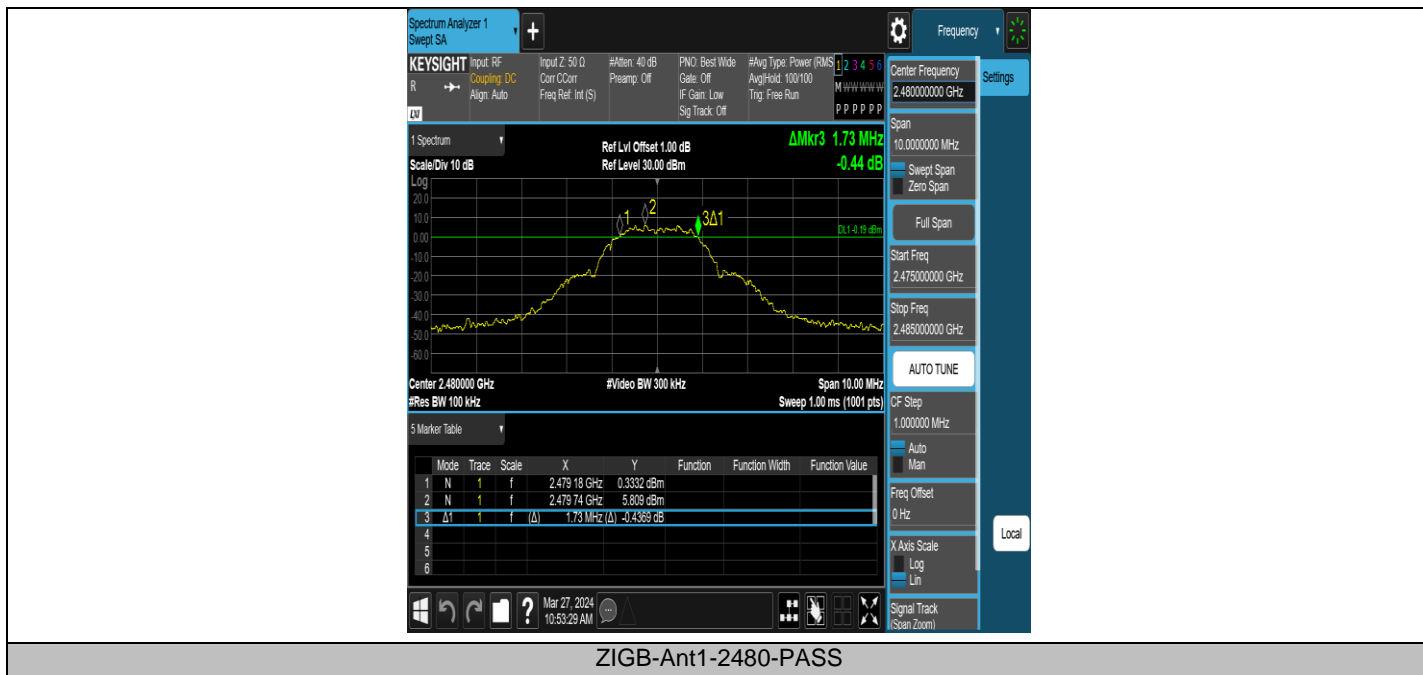 Spectrum Analyzer 1
Swept SA
+
Frequency
KEYSIGHT
R
LXI
Input: RF
Coupling: DC
Align: Auto
Input Z: 50 Ω
Corr CCorr
Freq Ref: Int (S)
#Atten: 40 dB
Preamp: Off
PNO: Best Wide
Gate: Off
IF Gain: Low
Sig Track: Off
#Avg Type: Power (RMS
Avg|Hold: 100/100
Trig: Free Run
1 2 3 4 5 6
M W W W W W
P P P P P P
Center Frequency
2.480000000 GHz
Settings
1 Spectrum
Scale/Div 10 dB
Ref Lvl Offset 1.00 dB
Ref Level 30.00 dBm
ΔMkr3 1.73 MHz
-0.44 dB
Log
20.0
10.0
0.00
-10.0
-20.0
-30.0
-40.0
-50.0
-60.0
1
2
3Δ1
DL1 -0.19 dBm
Center 2.480000 GHz
#Res BW 100 kHz
#Video BW 300 kHz
Span 10.00 MHz
Sweep 1.00 ms (1001 pts)
Span
10.0000000 MHz
Swept Span
Zero Span
Full Span
Start Freq
2.475000000 GHz
Stop Freq
2.485000000 GHz
AUTO TUNE
CF Step
1.000000 MHz
Auto
Man
Freq Offset
0 Hz
X Axis Scale
Log
Lin
Signal Track
(Span Zoom)
Local
5 Marker Table
Mode Trace Scale X Y Function Function Width Function Value
1 N 1 f 2.479 18 GHz 0.3332 dBm
2 N 1 f 2.479 74 GHz 5.809 dBm
3 Δ1 1 f (Δ) 1.73 MHz (Δ) -0.4369 dB
4
5
6
?
Mar 27, 2024
10:53:29 AM
ZIGB-Ant1-2480-PASS